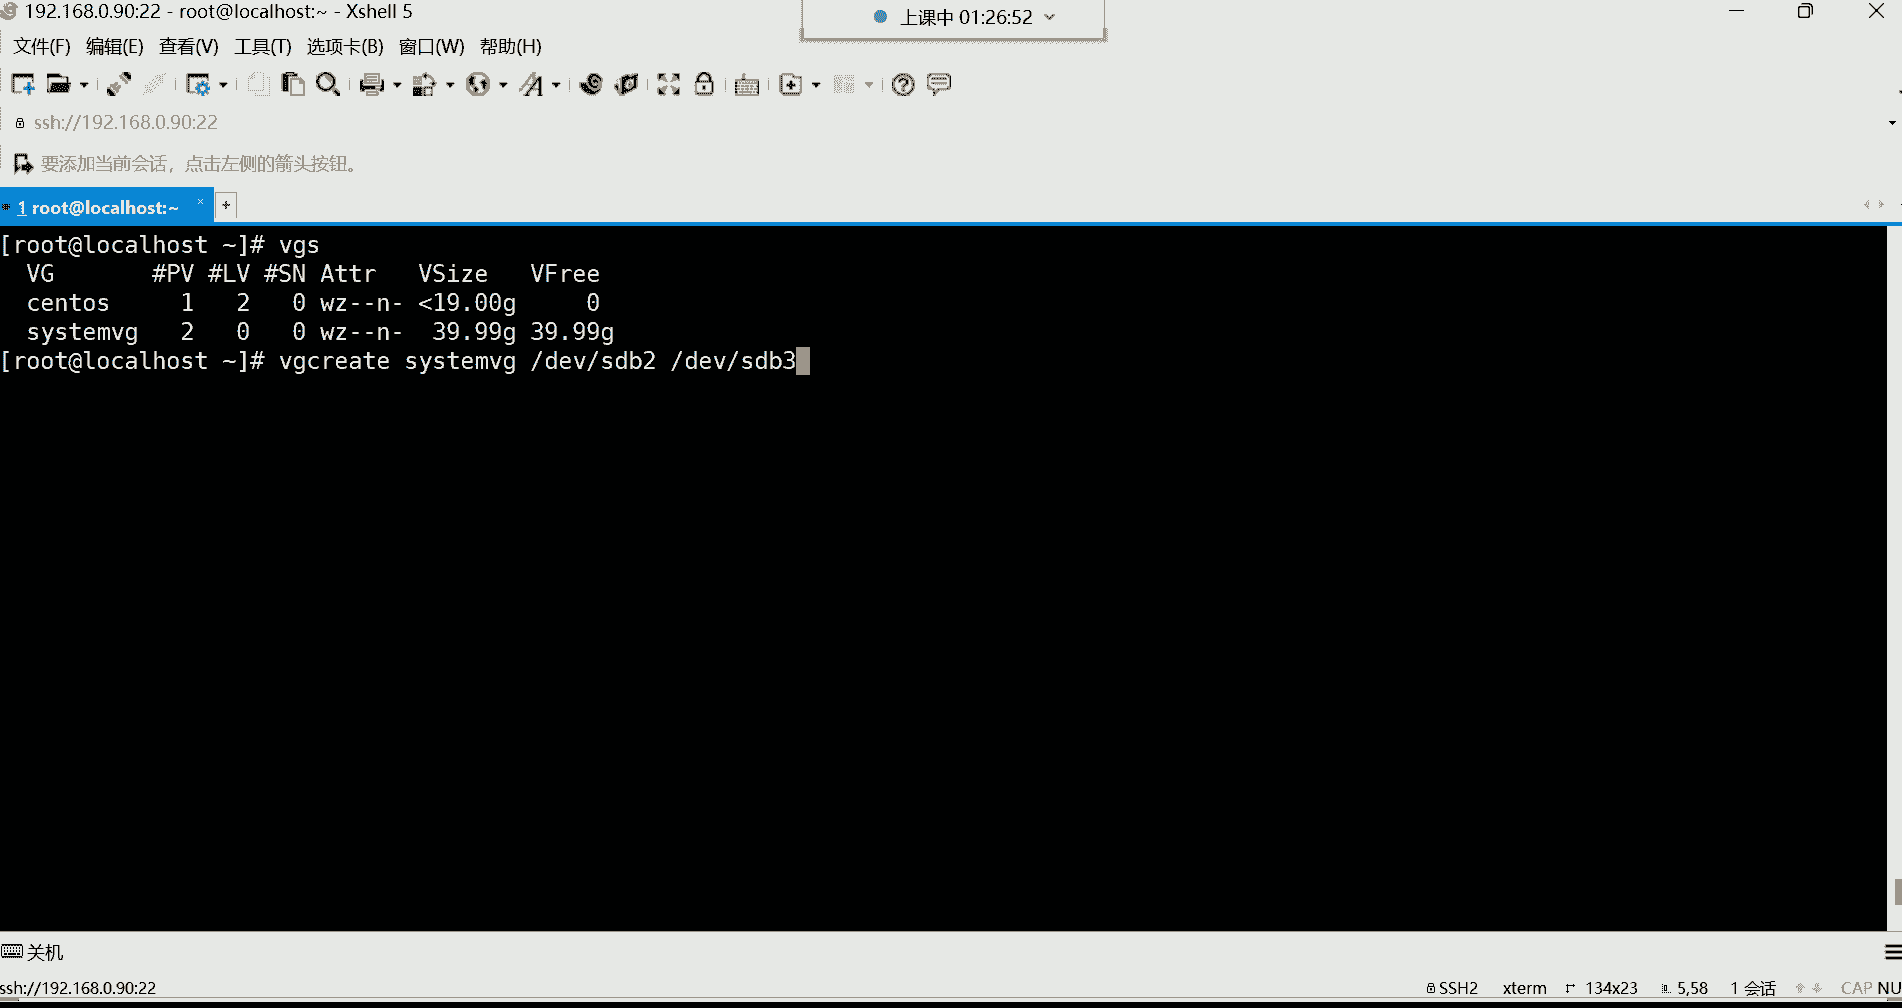 192.168.0.90:22 - root@localhost:~ - Xshell 5
上课中 01:26:52
文件(F) 编辑(E) 查看(V) 工具(T) 选项卡(B) 窗口(W) 帮助(H)
ssh://192.168.0.90:22
要添加当前会话，点击左侧的箭头按钮。
1 root@localhost:~ × +
[root@localhost ~]# vgs
VG #PV #LV #SN Attr VSize VFree
centos 1 2 0 wz--n- <19.00g 0
systemvg 2 0 0 wz--n- 39.99g 39.99g
[root@localhost ~]# vgcreate systemvg /dev/sdb2 /dev/sdb3
关机
ssh://192.168.0.90:22 SSH2 xterm 134x23 5,58 1 会话 CAP NU